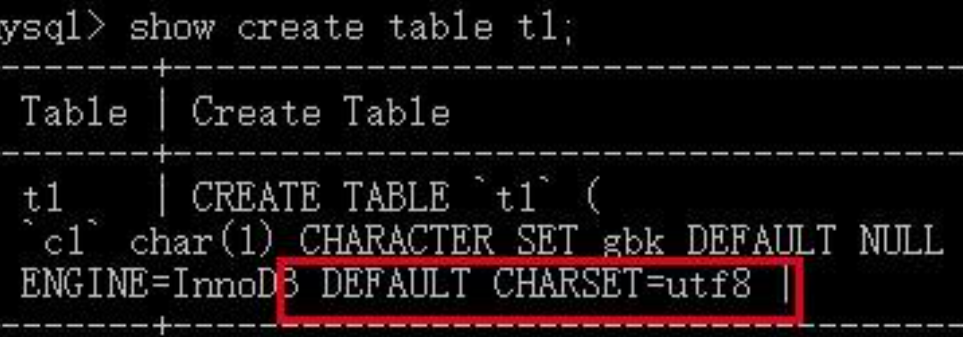 ysql> show create table t1;
-------+-------------------------------------
Table | Create Table
-------+-------------------------------------
t1 | CREATE TABLE `t1` (
`c1` char(1) CHARACTER SET gbk DEFAULT NULL
ENGINE=InnoDB DEFAULT CHARSET=utf8 |
-------+-------------------------------------